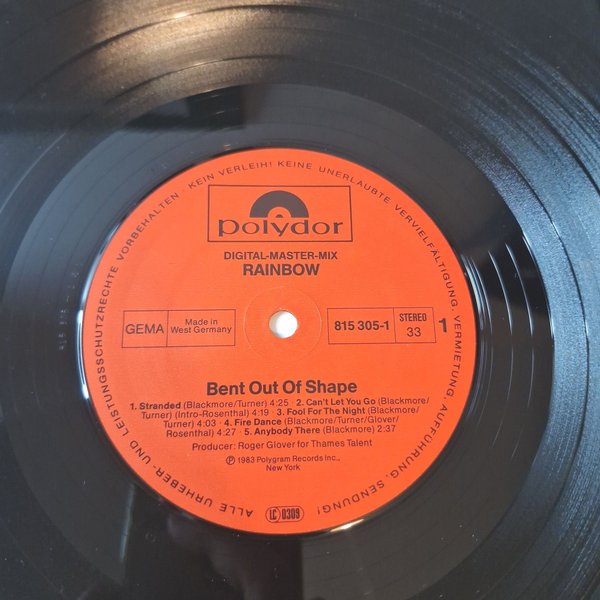 ALLE URHEBER- UND LEISTUNGSSCHUTZRECHTE VORBEHALTEN · KEIN VERLEIH! KEINE UNERLAUBTE VERVIELFÄLTIGUNG, VERMIETUNG, AUFFÜHRUNG, SENDUNG!
polydor
DIGITAL-MASTER-MIX
RAINBOW
GEMA
Made in
West Germany
815 305-1
STEREO
33
1
Bent Out Of Shape
1. Stranded (Blackmore/Turner) 4:25 · 2. Can't Let You Go (Blackmore/
Turner) (Intro-Rosenthal) 4:19 · 3. Fool For The Night (Blackmore/
Turner) 4:03 · 4. Fire Dance (Blackmore/Turner/Glover/
Rosenthal) 4:27 · 5. Anybody There (Blackmore) 2:37
Producer: Roger Glover for Thames Talent
Ⓟ 1983 Polygram Records Inc.,
New York
LC 0309